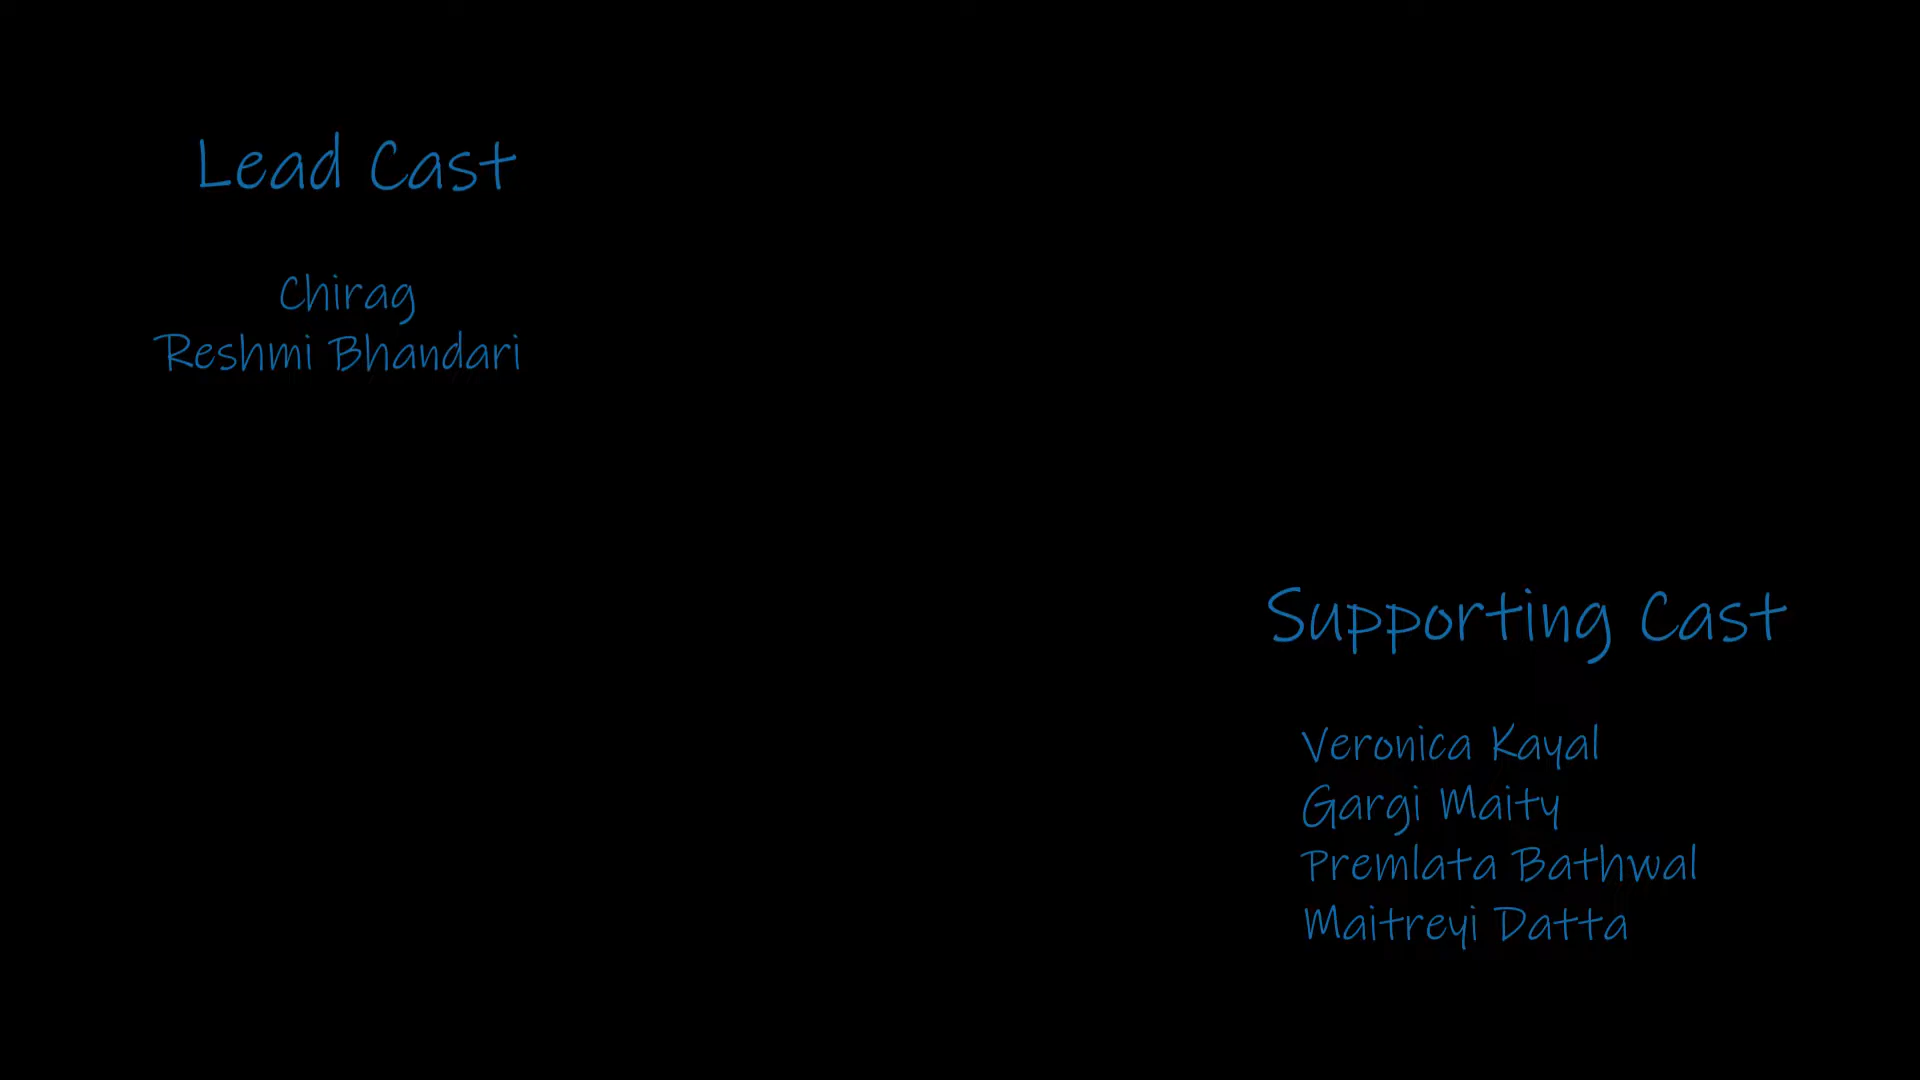 Lead Cast
Chirag
Reshmi Bhandari
Supporting Cast
Veronica Kayal
Gargi Maity
Premlata Bathwal
Maitreyi Datta